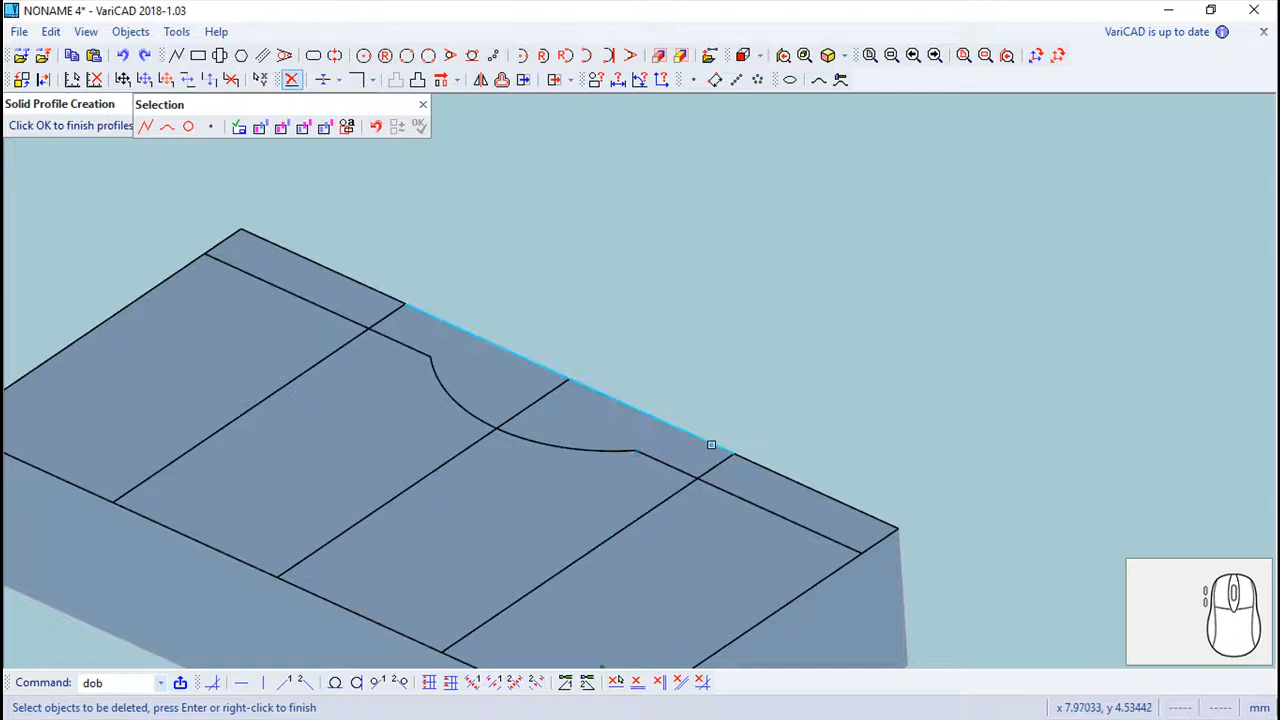 NONAME 4* - VariCAD 2018-1.03
File Edit View Objects Tools Help
VariCAD is up to date
Solid Profile Creation
Selection
Click OK to finish profiles
OK
Command: dob
Select objects to be deleted, press Enter or right-click to finish
x 7.97033, y 4.53442 ----- ----- mm